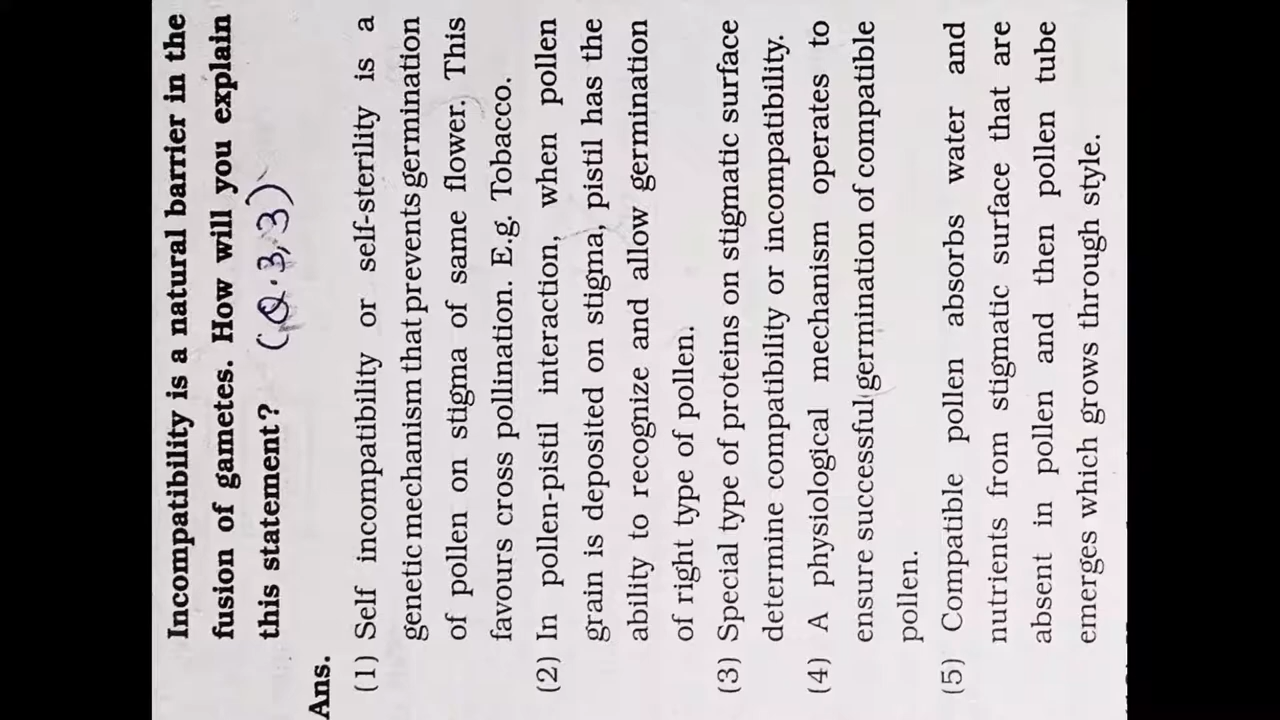 Incompatibility is a natural barrier in the
fusion of gametes. How will you explain
this statement? (Q.3,3)
Ans.
(1) Self incompatibility or self-sterility is a
genetic mechanism that prevents germination
of pollen on stigma of same flower. This
favours cross pollination. E.g. Tobacco.
(2) In pollen-pistil interaction, when pollen
grain is deposited on stigma, pistil has the
ability to recognize and allow germination
of right type of pollen.
(3) Special type of proteins on stigmatic surface
determine compatibility or incompatibility.
(4) A physiological mechanism operates to
ensure successful germination of compatible
pollen.
(5) Compatible pollen absorbs water and
nutrients from stigmatic surface that are
absent in pollen and then pollen tube
emerges which grows through style.